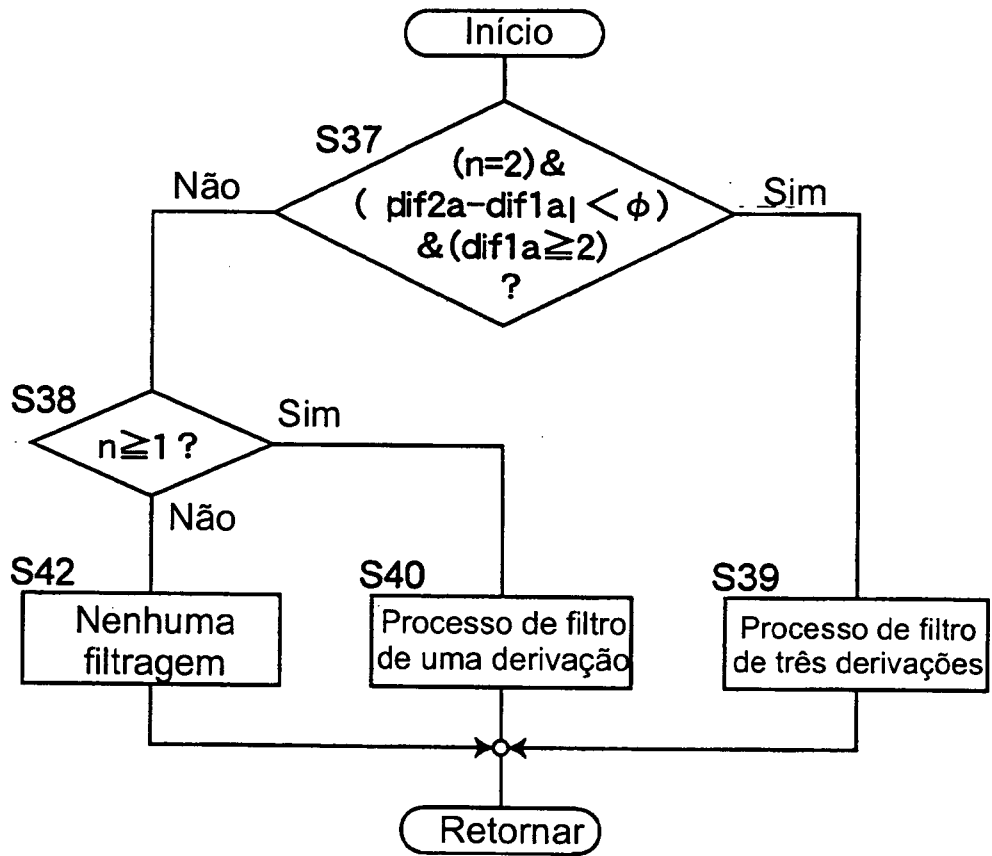 Início
S37
(n=2)&
( |dif2a-dif1a| <ϕ)
&(dif1a≧2)
?
Não
Sim
S38
n≧1?
Sim
Não
S42
Nenhuma
filtragem
S40
Processo de filtro
de uma derivação
S39
Processo de filtro
de três derivações
Retornar